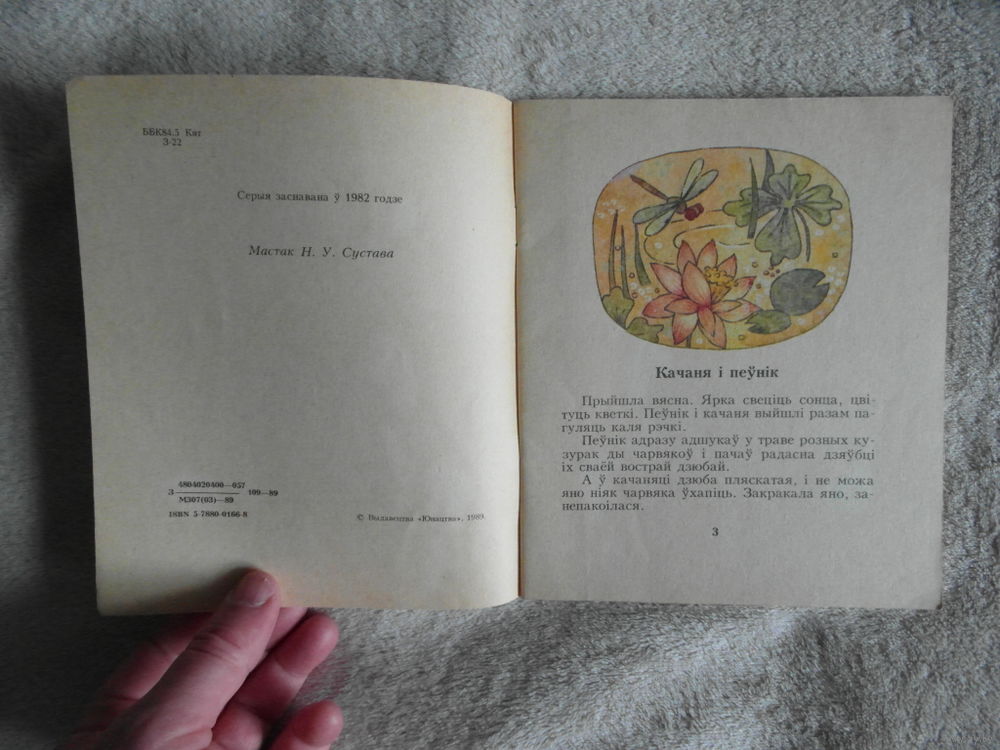 ББК84.5 Кит
З-22
Серыя заснавана ў 1982 годзе
Мастак Н. У. Сустава
4804020400—057
З 109—89
М307(03)—89
ISBN 5-7880-0166-8
© Выдавецтва «Юнацтва», 1989.
Качаня і пеўнік
Прыйшла вясна. Ярка свеціць сонца, цві-
туць кветкі. Пеўнік і качаня выйшлі разам па-
гуляць каля рэчкі.
Пеўнік адразу адшукаў у траве розных ку-
зурак ды чарвякоў і пачаў радасна дзяўбці
іх сваёй вострай дзюбай.
А ў качаняці дзюба пляскатая, і не можа
яно ніяк чарвяка ўхапіць. Закракала яно, за-
непакоілася.
3